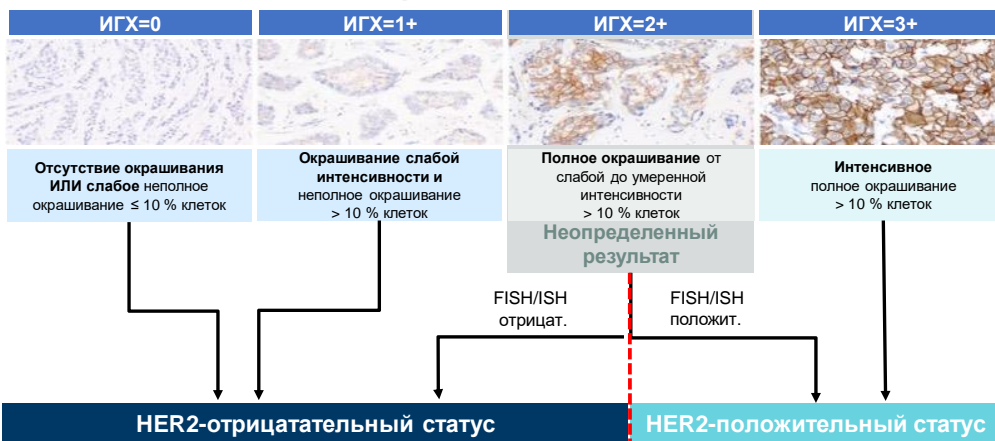 ИГХ=0
ИГХ=1+
ИГХ=2+
ИГХ=3+
Отсутствие окрашивания
ИЛИ слабое неполное
окрашивание ≤ 10 % клеток
Окрашивание слабой
интенсивности и
неполное окрашивание
> 10 % клеток
Полное окрашивание от
слабой до умеренной
интенсивности
> 10 % клеток
Неопределенный
результат
Интенсивное
полное окрашивание
> 10 % клеток
FISH/ISH
отрицат.
FISH/ISH
положит.
HER2-отрицатательный статус
HER2-положительный статус